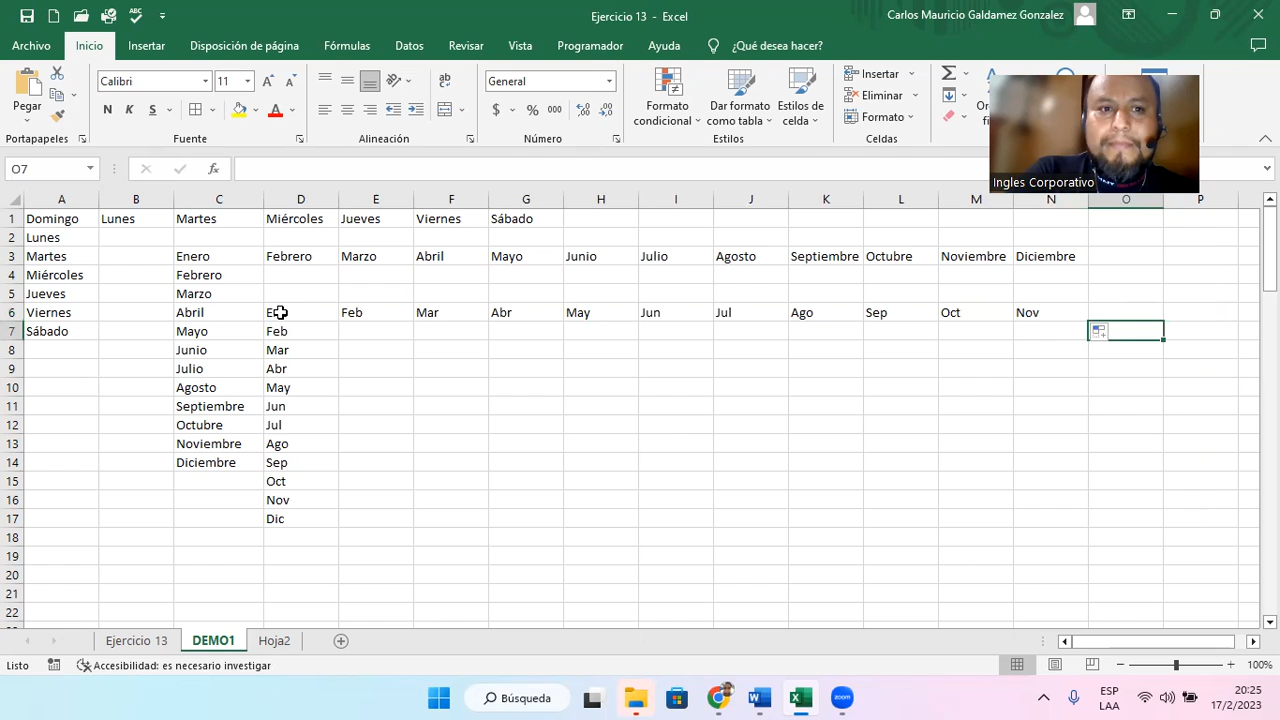 Ejercicio 13 - Excel
Carlos Mauricio Galdamez Gonzalez
Archivo Inicio Insertar Disposición de página Fórmulas Datos Revisar Vista Programador Ayuda ¿Qué desea hacer?
Pegar
Calibri 11
N K S
General
$ % 000
Formato condicional
Dar formato como tabla
Estilos de celda
Insertar
Eliminar
Formato
Portapapeles Fuente Alineación Número Estilos Celdas
Ingles Corporativo
O7
A B C D E F G H I J K L M N O P
1 Domingo Lunes Martes Miércoles Jueves Viernes Sábado
2 Lunes
3 Martes Enero Febrero Marzo Abril Mayo Junio Julio Agosto Septiembre Octubre Noviembre Diciembre
4 Miércoles Febrero
5 Jueves Marzo
6 Viernes Abril Feb Mar Abr May Jun Jul Ago Sep Oct Nov
7 Sábado Mayo Feb
8 Junio Mar
9 Julio Abr
10 Agosto May
11 Septiembre Jun
12 Octubre Jul
13 Noviembre Ago
14 Diciembre Sep
15 Oct
16 Nov
17 Dic
18
19
20
21
22
Ejercicio 13 DEMO1 Hoja2
Listo Accesibilidad: es necesario investigar 100%
Búsqueda
ESP
LAA
20:25
17/2/2023